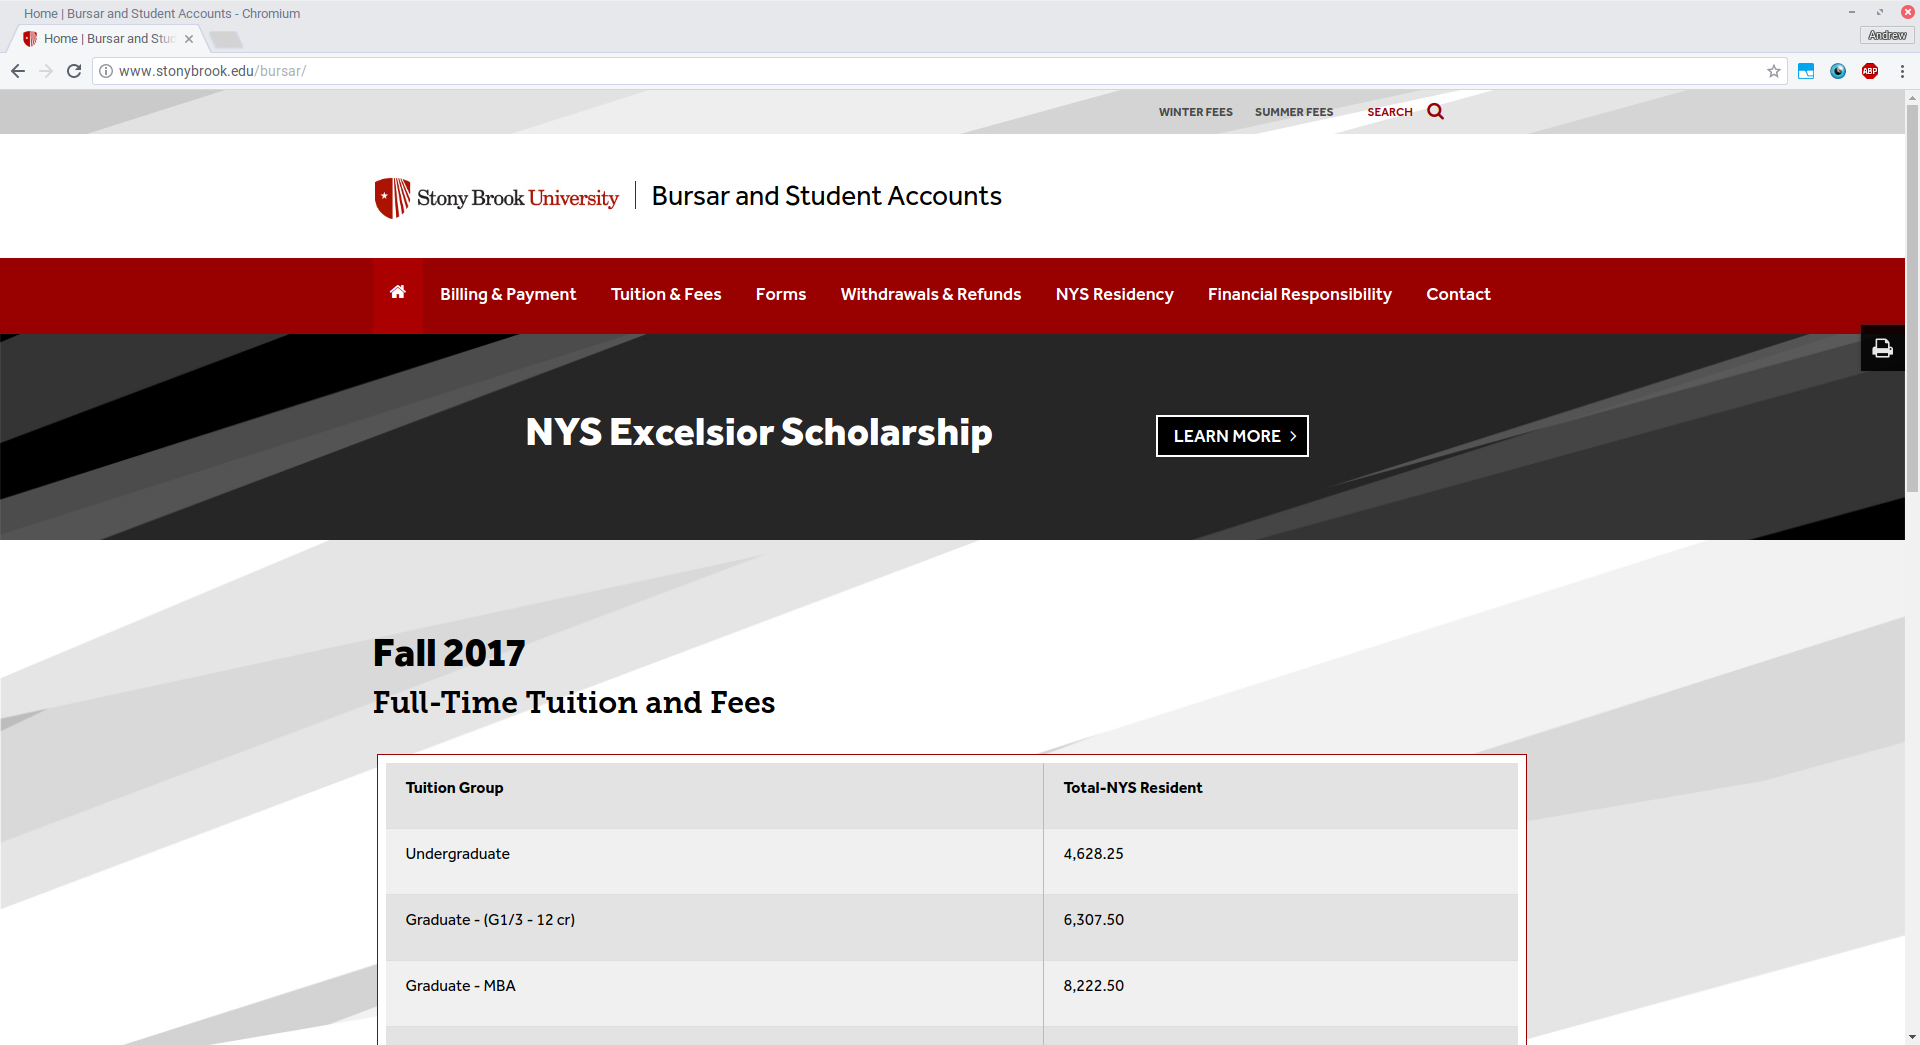 Home | Bursar and Student Accounts - Chromium
Home | Bursar and Stud
Andrew
www.stonybrook.edu/bursar/
ABP
WINTER FEES SUMMER FEES SEARCH
Stony Brook University | Bursar and Student Accounts
Billing & Payment Tuition & Fees Forms Withdrawals & Refunds NYS Residency Financial Responsibility Contact
NYS Excelsior Scholarship
LEARN MORE
Fall 2017
Full-Time Tuition and Fees
Tuition Group Total-NYS Resident
Undergraduate 4,628.25
Graduate - (G1/3 - 12 cr) 6,307.50
Graduate - MBA 8,222.50